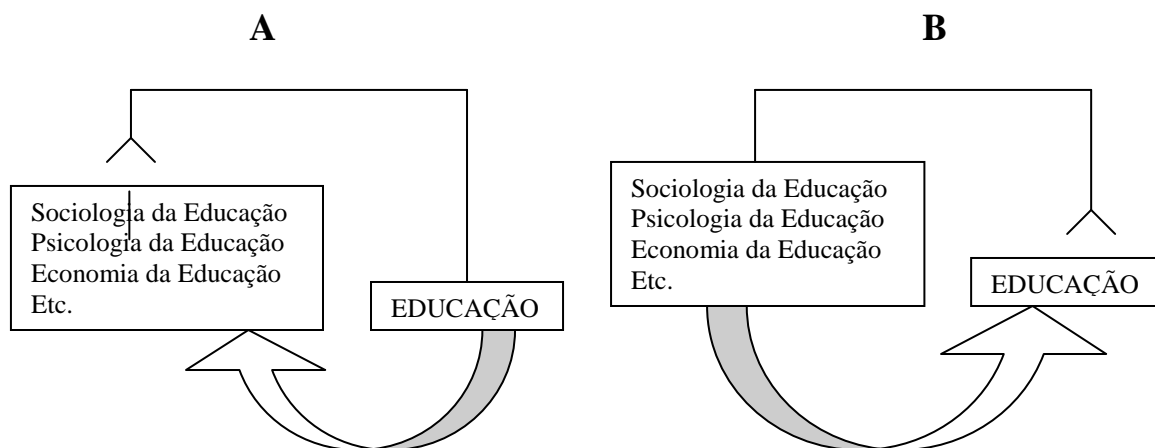 A
B
Sociologia da Educação
Psicologia da Educação
Economia da Educação
Etc.
EDUCAÇÃO
Sociologia da Educação
Psicologia da Educação
Economia da Educação
Etc.
EDUCAÇÃO